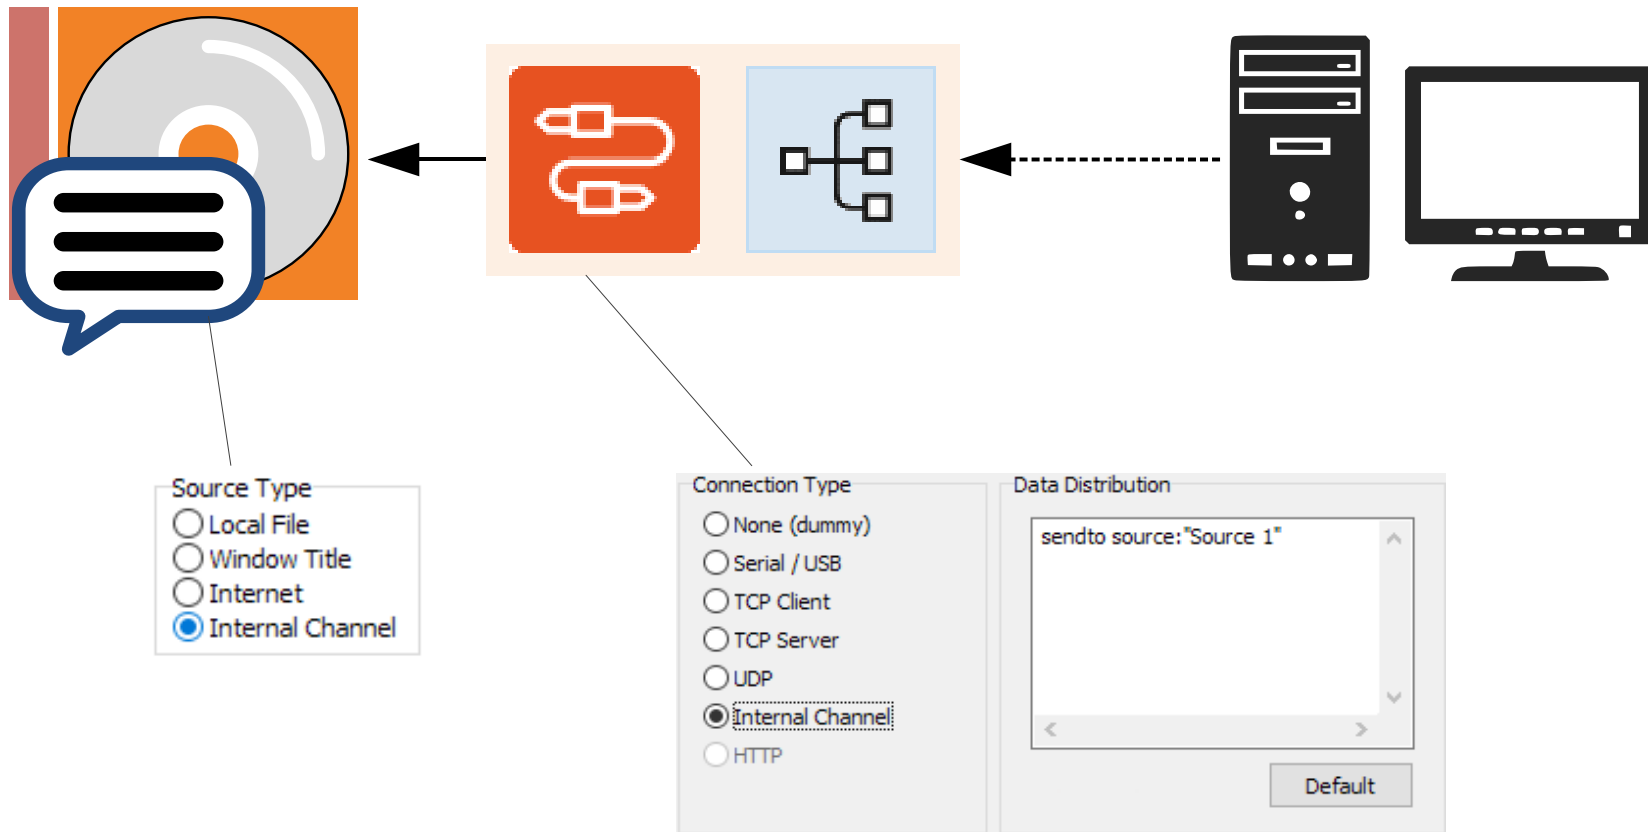 Source Type
Local File
Window Title
Internet
Internal Channel
Connection Type
None (dummy)
Serial / USB
TCP Client
TCP Server
UDP
Internal Channel
HTTP
Data Distribution
sendto source:"Source 1"
Default